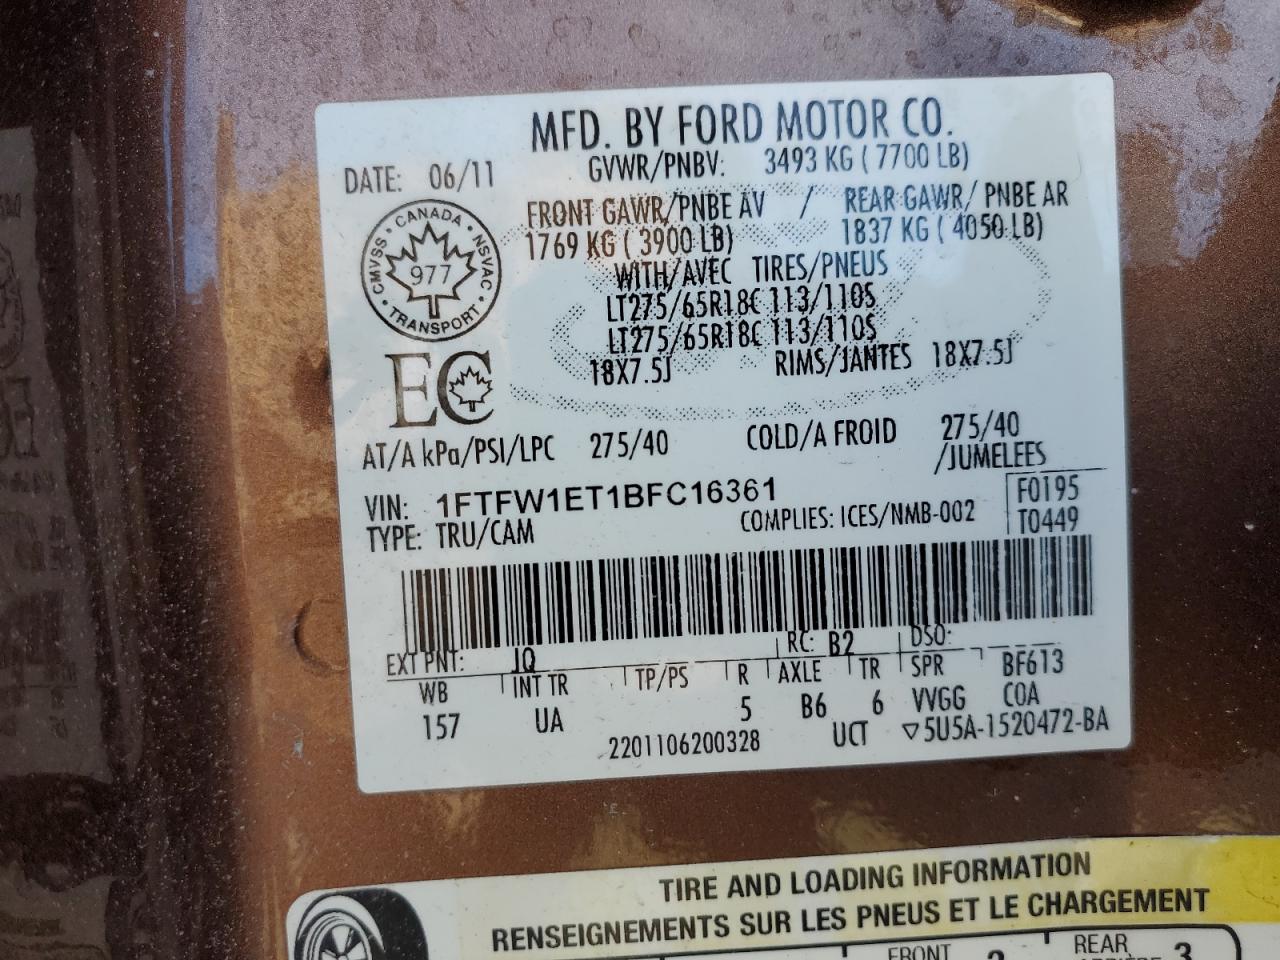 MFD. BY FORD MOTOR CO.
DATE: 06/11 GVWR/PNBV: 3493 KG ( 7700 LB)
FRONT GAWR/PNBE AV / REAR GAWR/ PNBE AR
1769 KG ( 3900 LB) 1837 KG ( 4050 LB)
WITH/AVEC TIRES/PNEUS
LT275/65R18C 113/110S
LT275/65R18C 113/110S
18X7.5J RIMS/JANTES 18X7.5J
CANADA
CMVSS 977 NSVAC
TRANSPORT
EC
AT/A kPa/PSI/LPC 275/40 COLD/A FROID 275/40
/JUMELEES
VIN: 1FTFW1ET1BFC16361 F0195
TYPE: TRU/CAM COMPLIES: ICES/NMB-002 T0449
EXT PNT: JQ RC: B2 DSO:
WB INT TR TP/PS R AXLE TR SPR BF613
157 UA 5 B6 6 VVGG COA
2201106200328 UCT ▽5U5A-1520472-BA
TIRE AND LOADING INFORMATION
RENSEIGNEMENTS SUR LES PNEUS ET LE CHARGEMENT
FRONT REAR
3